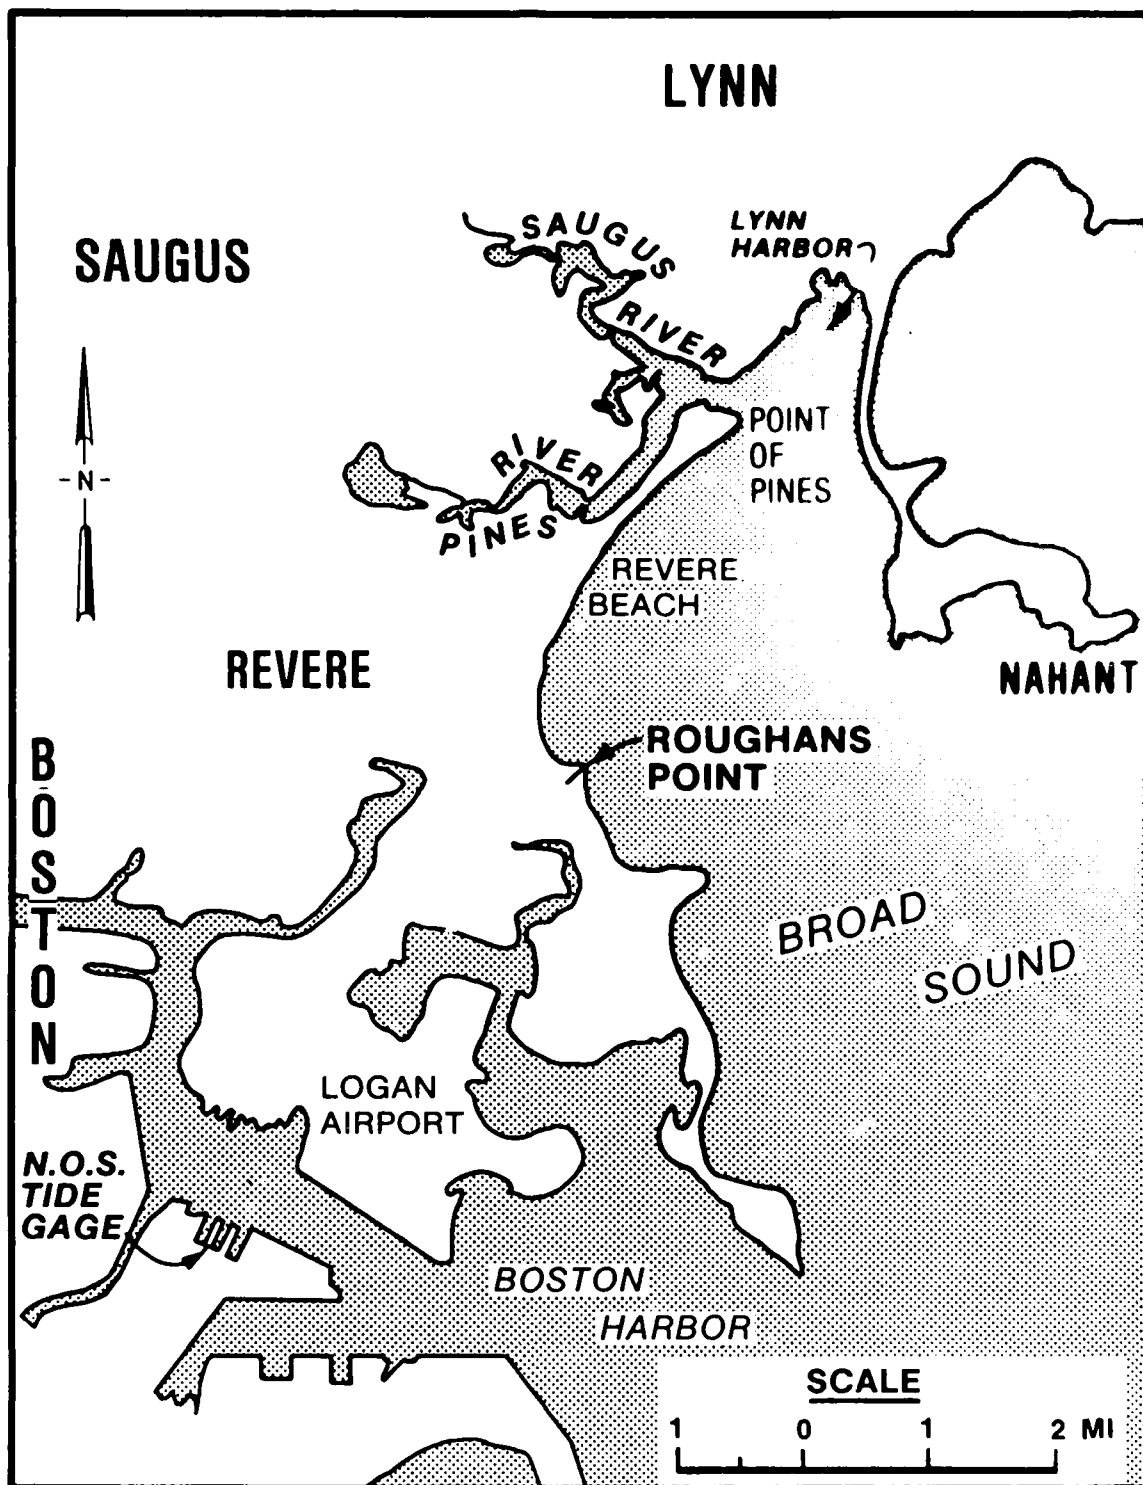 LYNN
SAUGUS
RIVER
LYNN
HARBOR
SAUGUS
-N-
POINT
OF
PINES
RIVER
PINES
REVERE
BEACH
REVERE
NAHANT
ROUGHANS
POINT
BOSTON
BROAD
SOUND
LOGAN
AIRPORT
N.O.S.
TIDE
GAGE
BOSTON
HARBOR
SCALE
1 0 1 2 MI